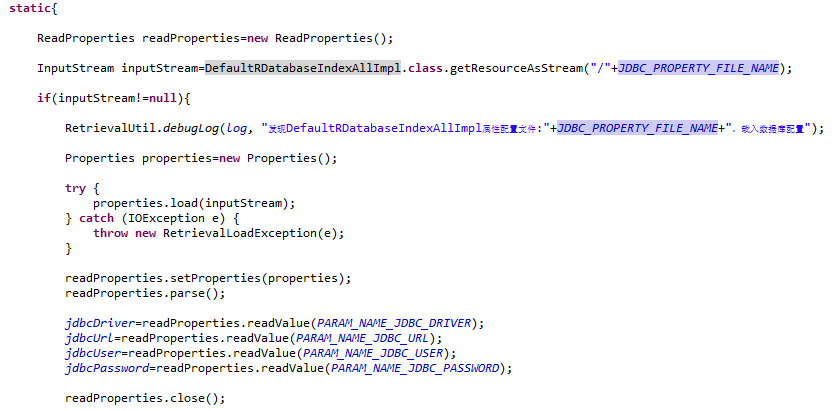 static{
ReadProperties readProperties=new ReadProperties();
InputStream inputStream=DefaultRDatabaseIndexAllImpl.class.getResourceAsStream("/"+JDBC_PROPERTY_FILE_NAME);
if(inputStream!=null){
RetrievalUtil.debugLog(log, "发现DefaultRDatabaseIndexAllImpl属性配置文件:"+JDBC_PROPERTY_FILE_NAME+"，载入数据库配置");
Properties properties=new Properties();
try {
properties.load(inputStream);
} catch (IOException e) {
throw new RetrievalLoadException(e);
}
readProperties.setProperties(properties);
readProperties.parse();
jdbcDriver=readProperties.readValue(PARAM_NAME_JDBC_DRIVER);
jdbcUrl=readProperties.readValue(PARAM_NAME_JDBC_URL);
jdbcUser=readProperties.readValue(PARAM_NAME_JDBC_USER);
jdbcPassword=readProperties.readValue(PARAM_NAME_JDBC_PASSWORD);
readProperties.close();